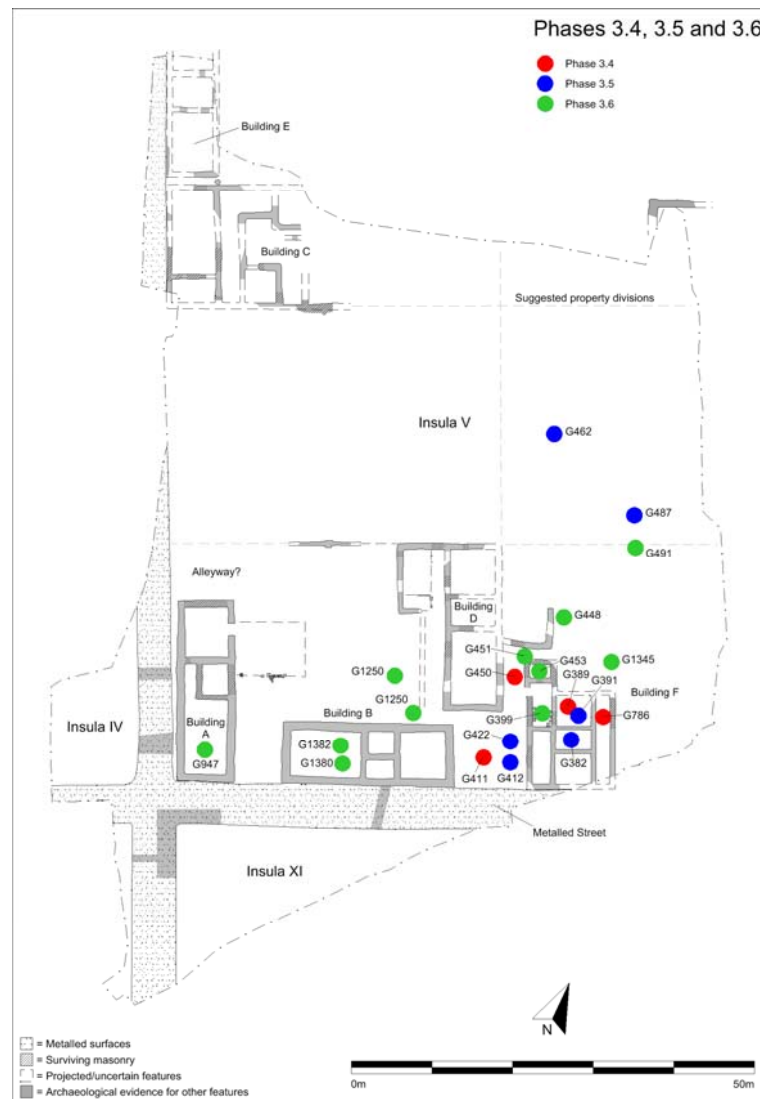 Phases 3.4, 3.5 and 3.6
Phase 3.4
Phase 3.5
Phase 3.6
Building E
Building C
Suggested property divisions
Insula V
G462
G487
G491
Alleyway?
Building
D
G448
G451
G453
G1345
G450
G389
G391
Building F
G1250
G1250
G399
G786
Building B
Insula IV
Building
A
G947
G1382
G1380
G422
G411
G412
G382
Metalled Street
Insula XI
N
= Metalled surfaces
= Surviving masonry
= Projected/uncertain features
= Archaeological evidence for other features
0m
50m